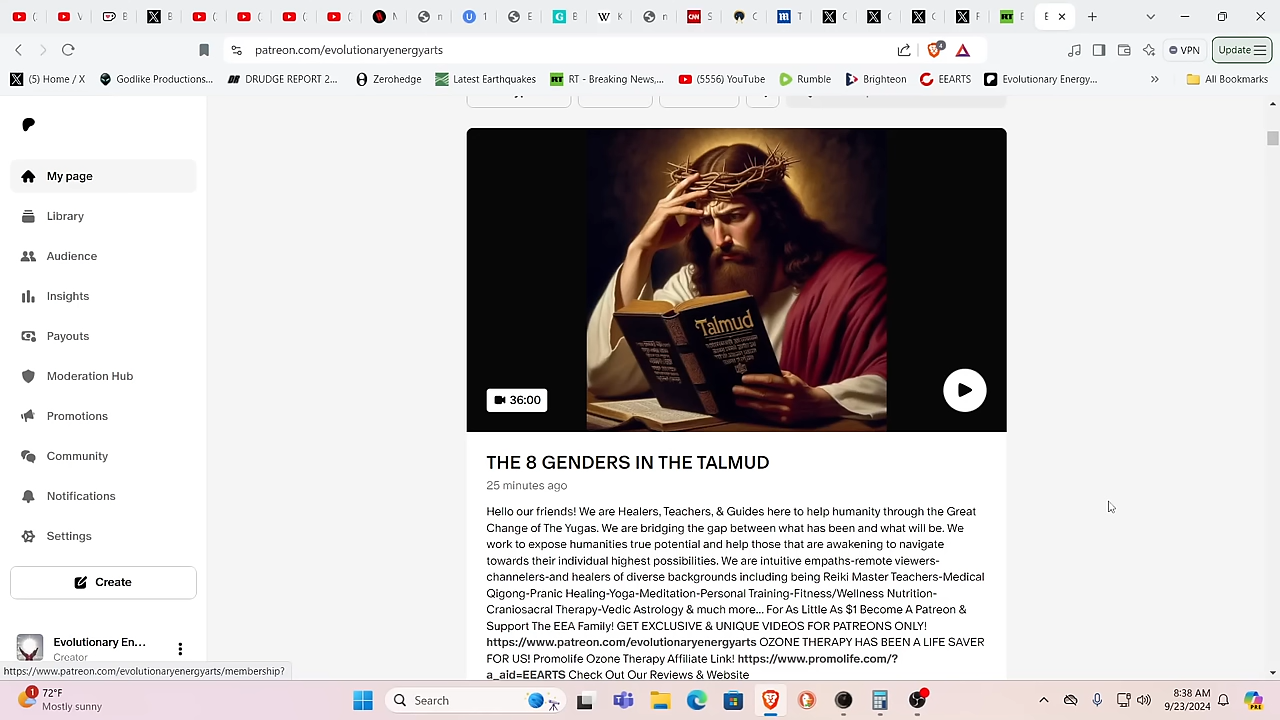 patreon.com/evolutionaryenergyarts
4
VPN
Update
(5) Home / X
Godlike Productions...
DRUDGE REPORT 2...
Zerohedge
Latest Earthquakes
RT - Breaking News,...
(5556) YouTube
Rumble
Brighteon
EEARTS
Evolutionary Energy...
»
All Bookmarks
My page
Library
Audience
Insights
Payouts
Moderation Hub
Promotions
Community
Notifications
Settings
Create
Evolutionary En...
Creator
https://www.patreon.com/evolutionaryenergyarts/membership?
Talmud
36:00
THE 8 GENDERS IN THE TALMUD
25 minutes ago
Hello our friends! We are Healers, Teachers, & Guides here to help humanity through the Great
Change of The Yugas. We are bridging the gap between what has been and what will be. We
work to expose humanities true potential and help those that are awakening to navigate
towards their individual highest possibilities. We are intuitive empaths-remote viewers-
channelers-and healers of diverse backgrounds including being Reiki Master Teachers-Medical
Qigong-Pranic Healing-Yoga-Meditation-Personal Training-Fitness/Wellness Nutrition-
Craniosacral Therapy-Vedic Astrology & much more... For As Little As $1 Become A Patreon &
Support The EEA Family! GET EXCLUSIVE & UNIQUE VIDEOS FOR PATREONS ONLY!
https://www.patreon.com/evolutionaryenergyarts OZONE THERAPY HAS BEEN A LIFE SAVER
FOR US! Promolife Ozone Therapy Affiliate Link! https://www.promolife.com/?
a_aid=EEARTS Check Out Our Reviews & Website
1
72°F
Mostly sunny
Search
8:38 AM
9/23/2024